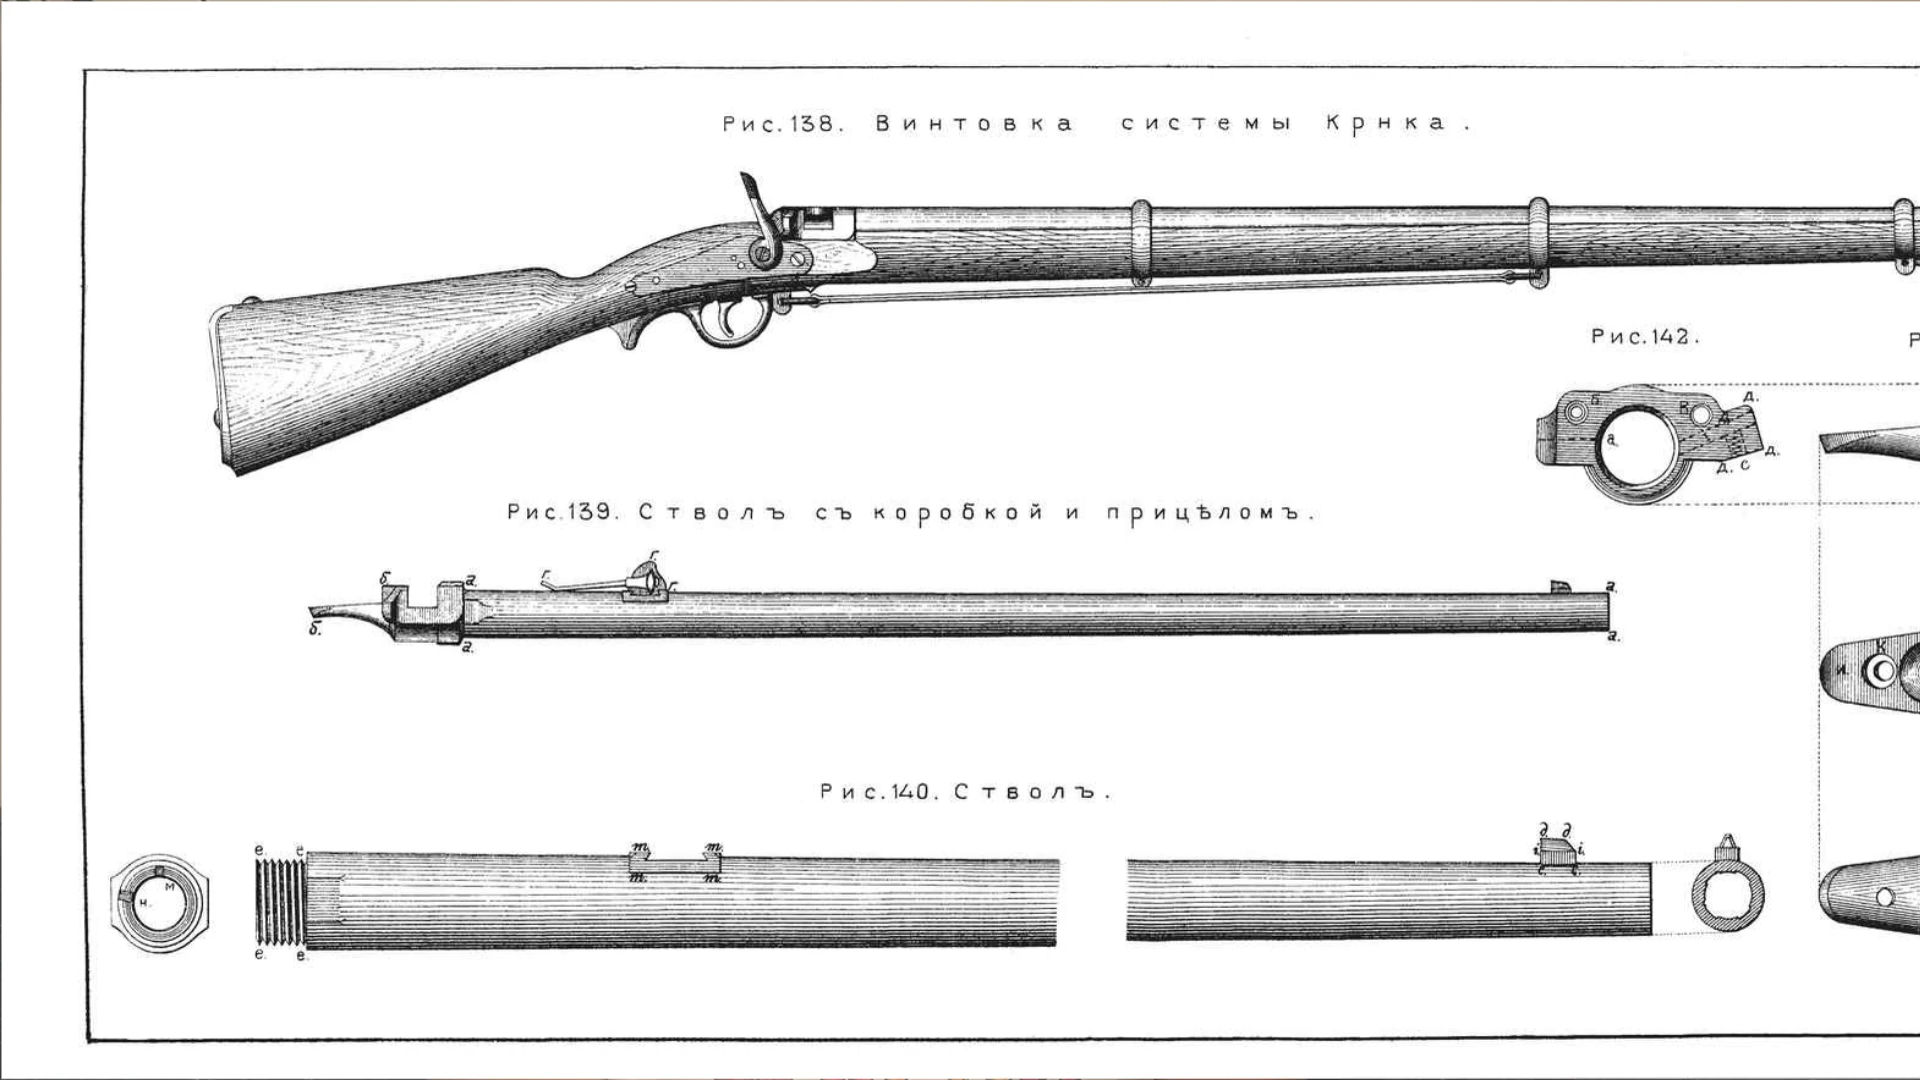 Рис.138. Винтовка системы Крнка.
Рис.142.
Б
В
д.
д.
а.
д.
д.
с
Рис.139. Стволъ съ коробкой и прицѣломъ.
г.
г.
г.
б
а.
а.
б.
а.
а.
к
и.
Рис.140. Стволъ.
е. е
т. т.
д. д.
i. i.
м
т. т.
н.
е. е.